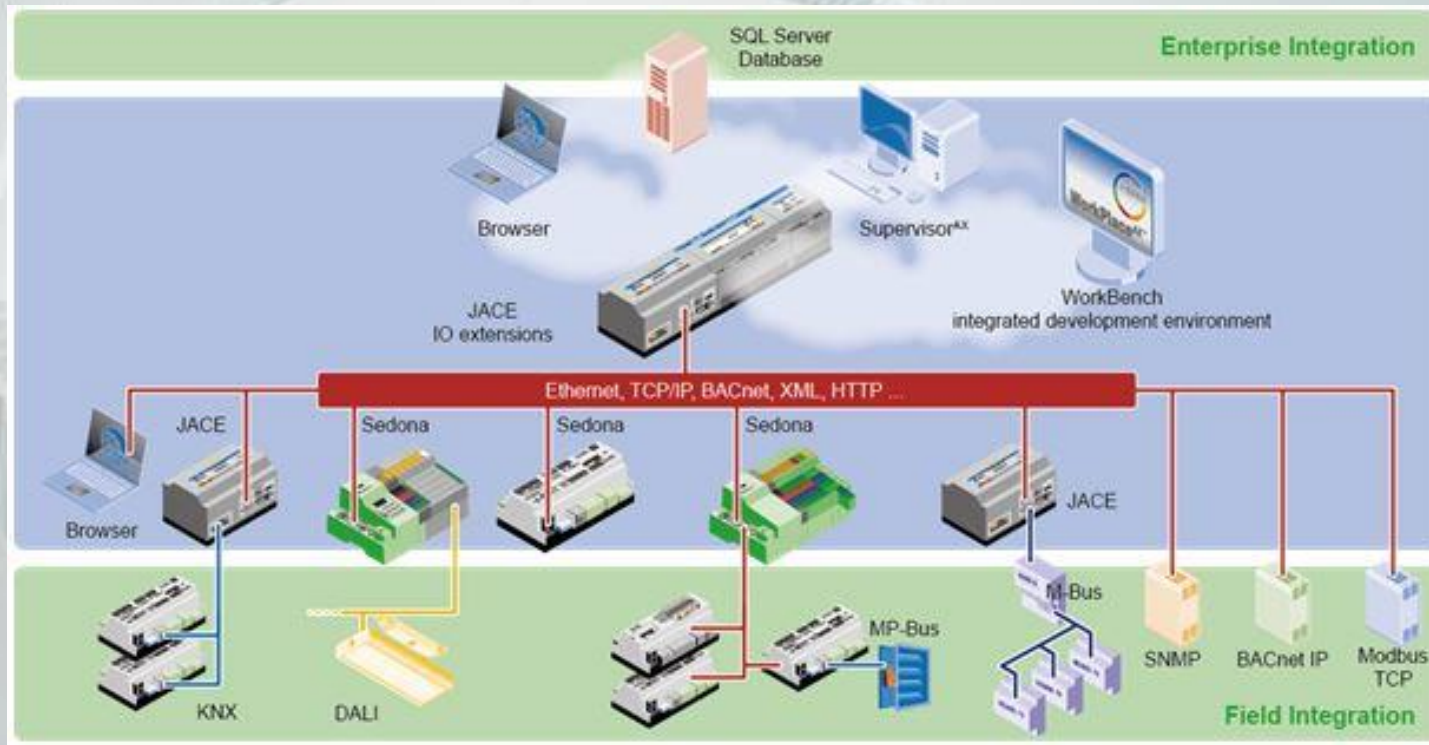 SQL Server
Database
Enterprise Integration
Browser
Supervisor^AX
WorkPlace AX
WorkBench
integrated development environment
JACE
IO extensions
Ethernet, TCP/IP, BACnet, XML, HTTP ...
JACE
Sedona
Sedona
Sedona
JACE
Browser
M-Bus
MP-Bus
SNMP
BACnet IP
Modbus
TCP
KNX
DALI
Field Integration